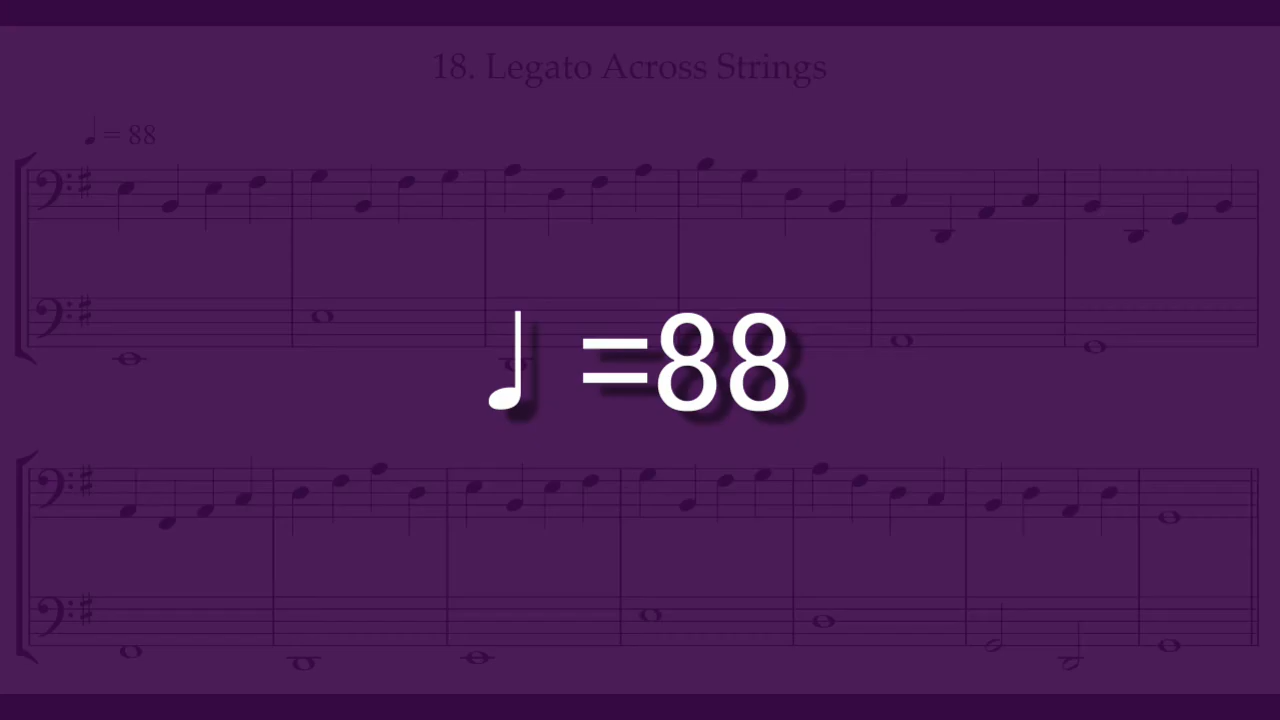 18. Legato Across Strings
♩ = 88
♩ =88